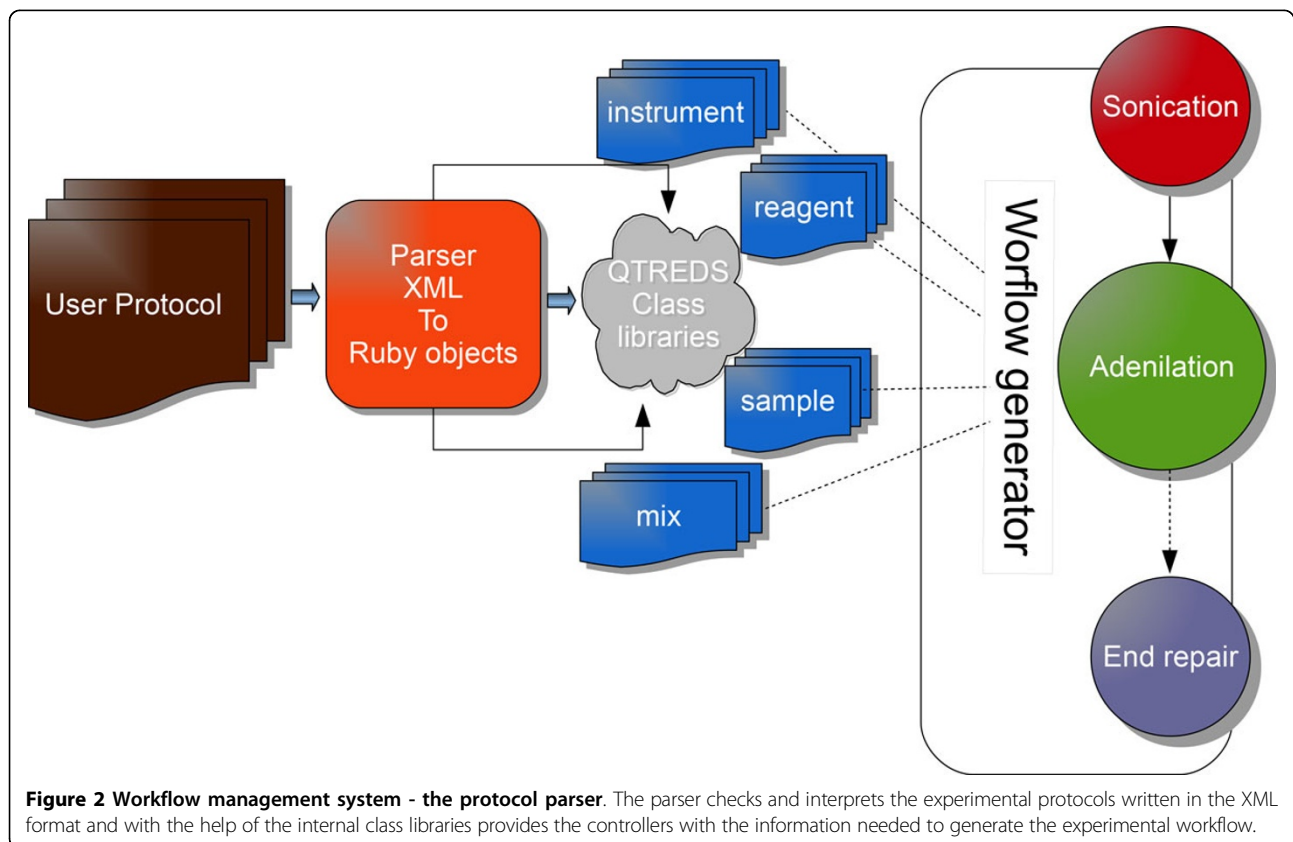 User Protocol
Parser
XML
To
Ruby objects
QTREDS
Class
libraries
instrument
reagent
sample
mix
Worflow generator
Sonication
Adenilation
End repair
Figure 2 Workflow management system - the protocol parser. The parser checks and interprets the experimental protocols written in the XML
format and with the help of the internal class libraries provides the controllers with the information needed to generate the experimental workflow.